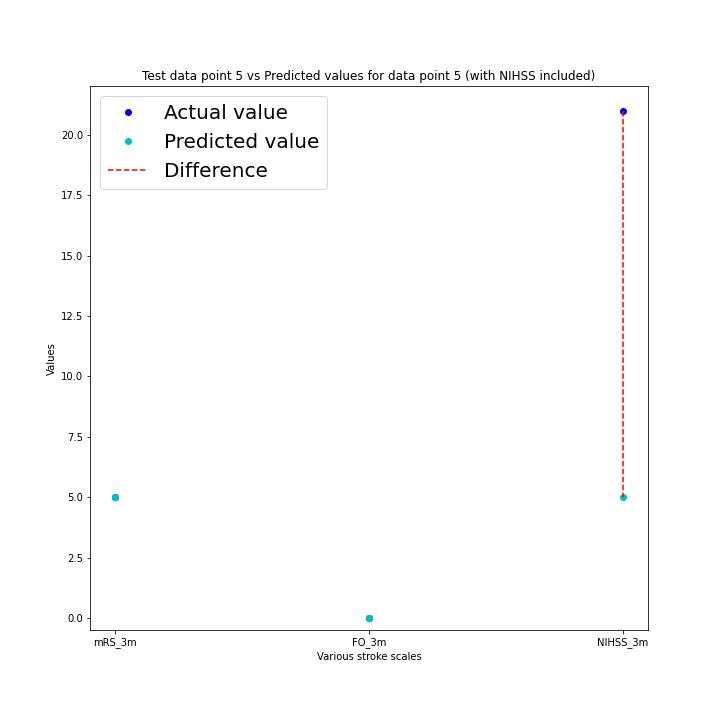 Test data point 5 vs Predicted values for data point 5 (with NIHSS included)
Actual value
Predicted value
Difference
Values
20.0
17.5
15.0
12.5
10.0
7.5
5.0
2.5
0.0
mRS_3m
FO_3m
NIHSS_3m
Various stroke scales